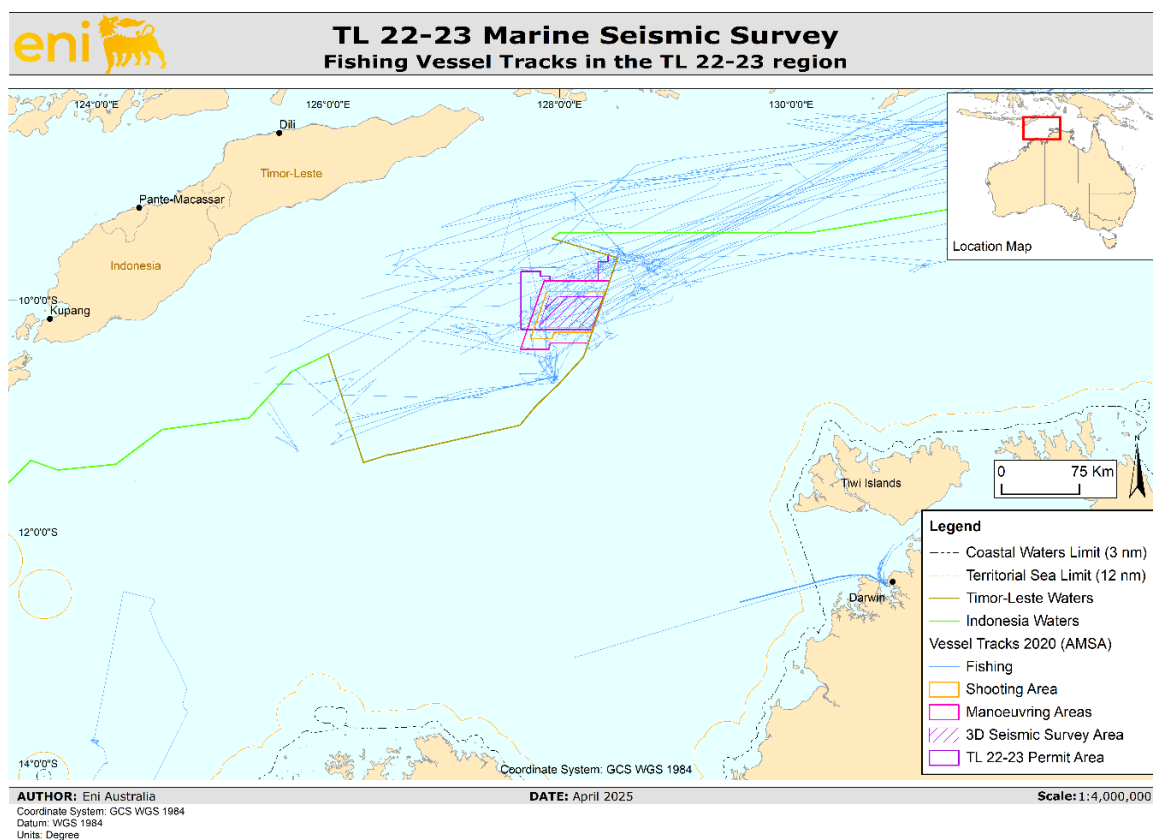 eni
TL 22-23 Marine Seismic Survey
Fishing Vessel Tracks in the TL 22-23 region
124°0'0"E
126°0'0"E
128°0'0"E
130°0'0"E
Dili
Timor-Leste
Pante-Macassar
Indonesia
Location Map
10°0'0"S
Kupang
0 75 Km
Tiwi Islands
12°0'0"S
Darwin
Legend
Coastal Waters Limit (3 nm)
Territorial Sea Limit (12 nm)
Timor-Leste Waters
Indonesia Waters
Vessel Tracks 2020 (AMSA)
Fishing
Shooting Area
Manoeuvring Areas
3D Seismic Survey Area
TL 22-23 Permit Area
14°0'0"S
Coordinate System: GCS WGS 1984
AUTHOR: Eni Australia
DATE: April 2025
Scale: 1:4,000,000
Coordinate System: GCS WGS 1984
Datum: WGS 1984
Units: Degree